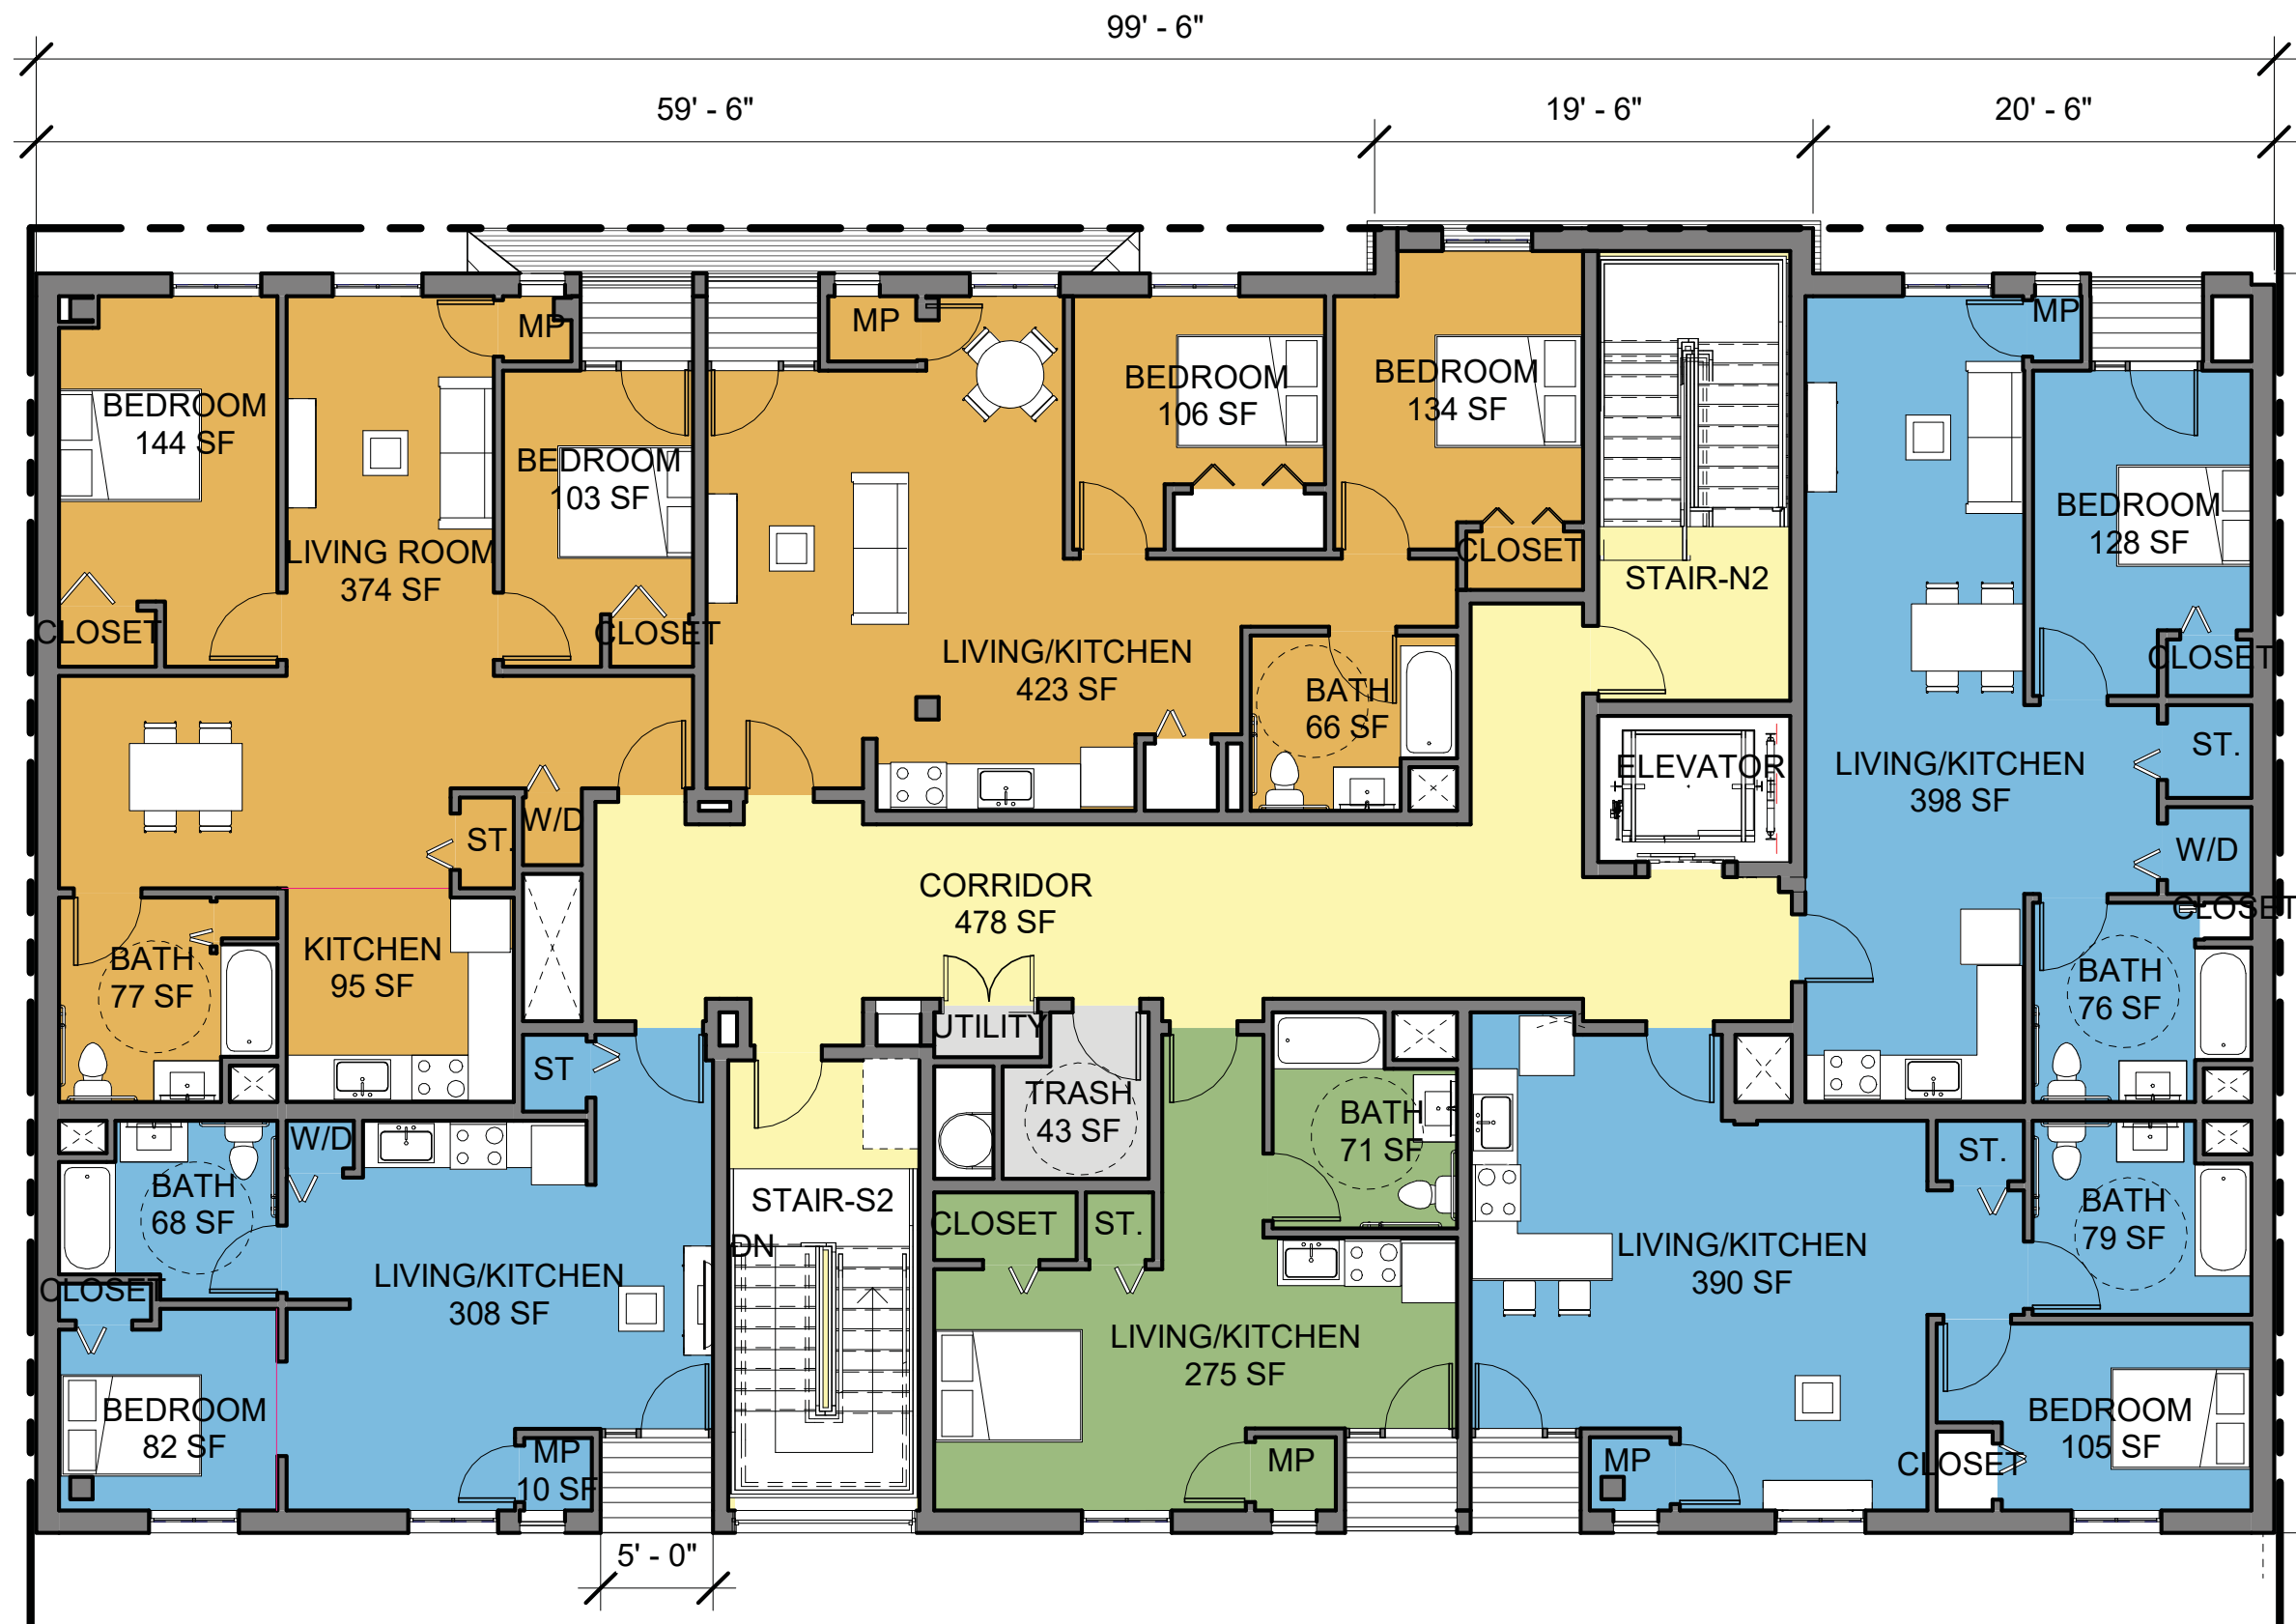 99' - 6"
59' - 6"
19' - 6"
20' - 6"
MP
MP
MP
BEDROOM
144 SF
BEDROOM
103 SF
BEDROOM
106 SF
BEDROOM
134 SF
BEDROOM
128 SF
LIVING ROOM
374 SF
CLOSET
CLOSET
CLOSET
STAIR-N2
CLOSET
LIVING/KITCHEN
423 SF
BATH
66 SF
ELEVATOR
LIVING/KITCHEN
398 SF
ST.
W/D
ST.
W/D
CLOSET
CORRIDOR
478 SF
BATH
77 SF
KITCHEN
95 SF
BATH
76 SF
UTILITY
ST
TRASH
43 SF
W/D
BATH
71 SF
ST.
BATH
68 SF
STAIR-S2
DN
CLOSET
ST.
BATH
79 SF
CLOSET
LIVING/KITCHEN
308 SF
LIVING/KITCHEN
275 SF
LIVING/KITCHEN
390 SF
BEDROOM
82 SF
MP
10 SF
MP
MP
CLOSET
BEDROOM
105 SF
5' - 0"